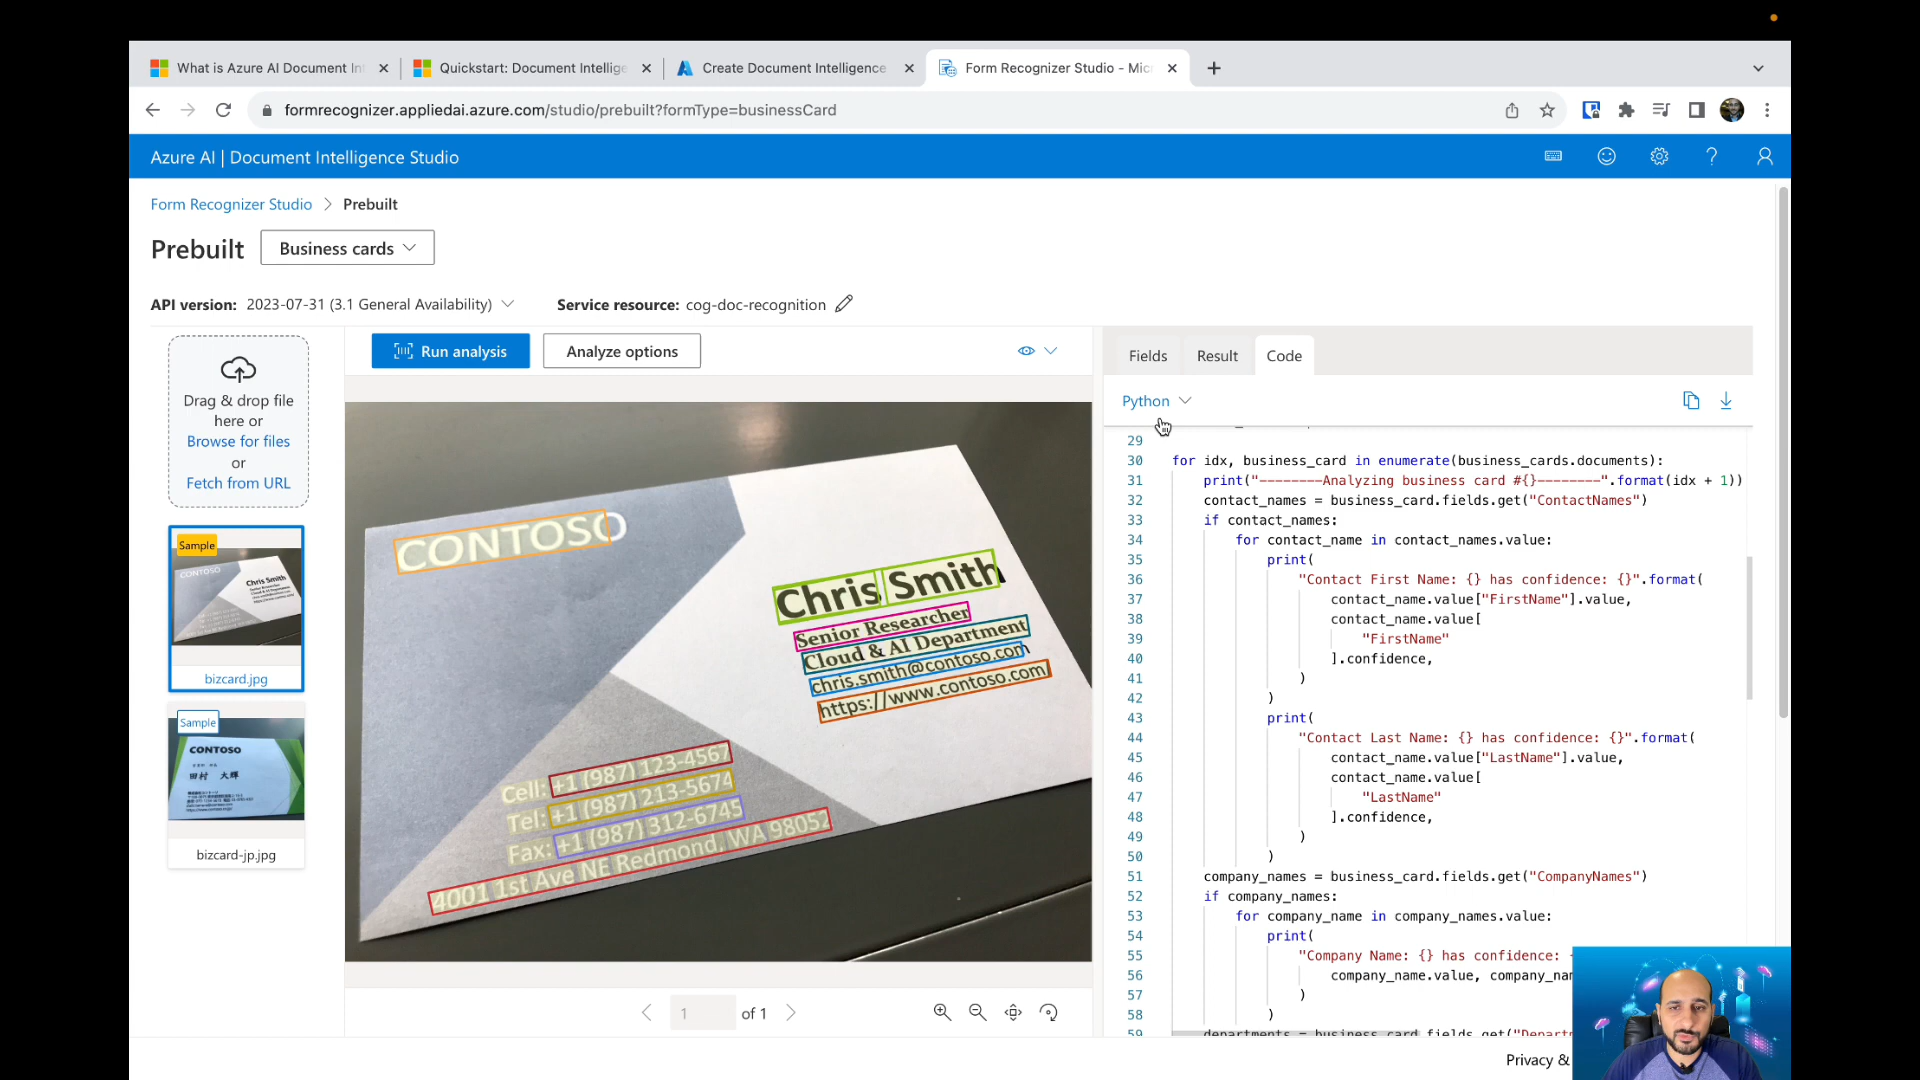 What is Azure AI Document Int
Quickstart: Document Intellige
Create Document Intelligence
Form Recognizer Studio - Mic
formrecognizer.appliedai.azure.com/studio/prebuilt?formType=businessCard
Azure AI | Document Intelligence Studio
Form Recognizer Studio > Prebuilt
Prebuilt
Business cards
API version: 2023-07-31 (3.1 General Availability)
Service resource: cog-doc-recognition
Drag & drop file
here or
Browse for files
or
Fetch from URL
Sample
bizcard.jpg
Sample
CONTOSO
bizcard-jp.jpg
Run analysis
Analyze options
CONTOSO
Chris Smith
Senior Researcher
Cloud & AI Department
chris.smith@contoso.com
https://www.contoso.com
Cell: +1 (987) 123-4567
Tel: +1 (987) 213-5674
Fax: +1 (987) 312-6745
4001 1st Ave NE Redmond, WA 98052
1 of 1
Fields
Result
Code
Python
29
30 for idx, business_card in enumerate(business_cards.documents):
31 print("--------Analyzing business card #{}--------".format(idx + 1))
32 contact_names = business_card.fields.get("ContactNames")
33 if contact_names:
34 for contact_name in contact_names.value:
35 print(
36 "Contact First Name: {} has confidence: {}".format(
37 contact_name.value["FirstName"].value,
38 contact_name.value[
39 "FirstName"
40 ].confidence,
41 )
42 )
43 print(
44 "Contact Last Name: {} has confidence: {}".format(
45 contact_name.value["LastName"].value,
46 contact_name.value[
47 "LastName"
48 ].confidence,
49 )
50 )
51 company_names = business_card.fields.get("CompanyNames")
52 if company_names:
53 for company_name in company_names.value:
54 print(
55 "Company Name: {} has confidence:
56 company_name.value, company_nam
57 )
58 )
59 departments = business_card.fields.get("Departm
Privacy &